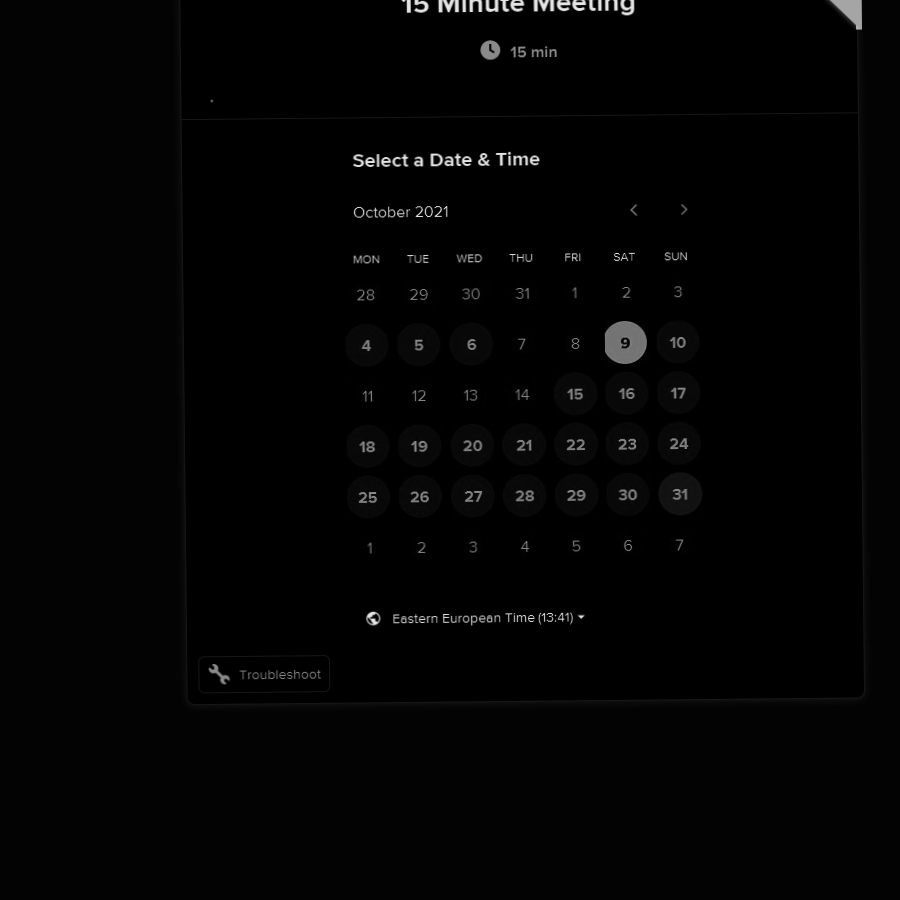 15 Minute Meeting
15 min
.
Select a Date & Time
October 2021
MON TUE WED THU FRI SAT SUN
28 29 30 31 1 2 3
4 5 6 7 8 9 10
11 12 13 14 15 16 17
18 19 20 21 22 23 24
25 26 27 28 29 30 31
1 2 3 4 5 6 7
Eastern European Time (13:41)
Troubleshoot